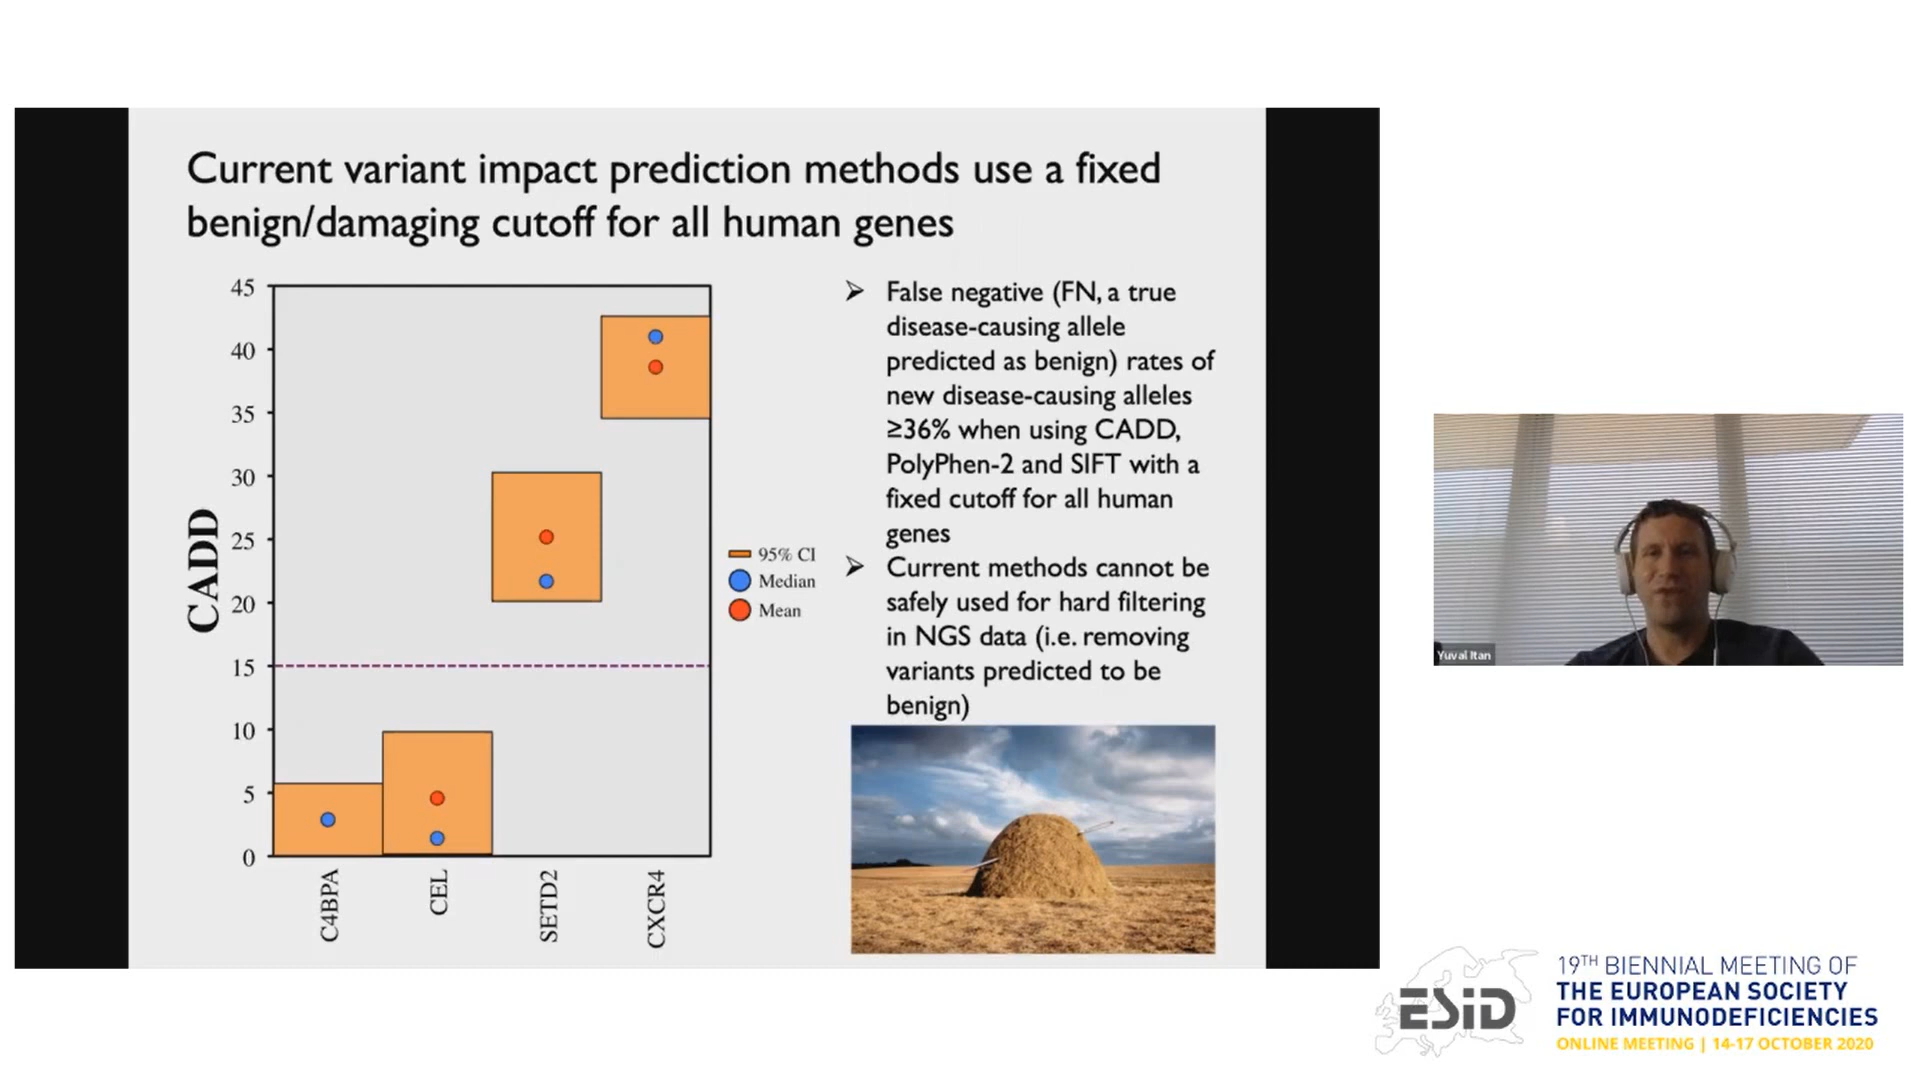 Current variant impact prediction methods use a fixed
benign/damaging cutoff for all human genes
45
40
35
30
25
20
15
10
5
0
CADD
C4BPA
CEL
SETD2
CXCR4
95% CI
Median
Mean
➢ False negative (FN, a true
disease-causing allele
predicted as benign) rates of
new disease-causing alleles
≥36% when using CADD,
PolyPhen-2 and SIFT with a
fixed cutoff for all human
genes
➢ Current methods cannot be
safely used for hard filtering
in NGS data (i.e. removing
variants predicted to be
benign)
Yuval Itan
ESiD
19TH BIENNIAL MEETING OF
THE EUROPEAN SOCIETY
FOR IMMUNODEFICIENCIES
ONLINE MEETING | 14-17 OCTOBER 2020